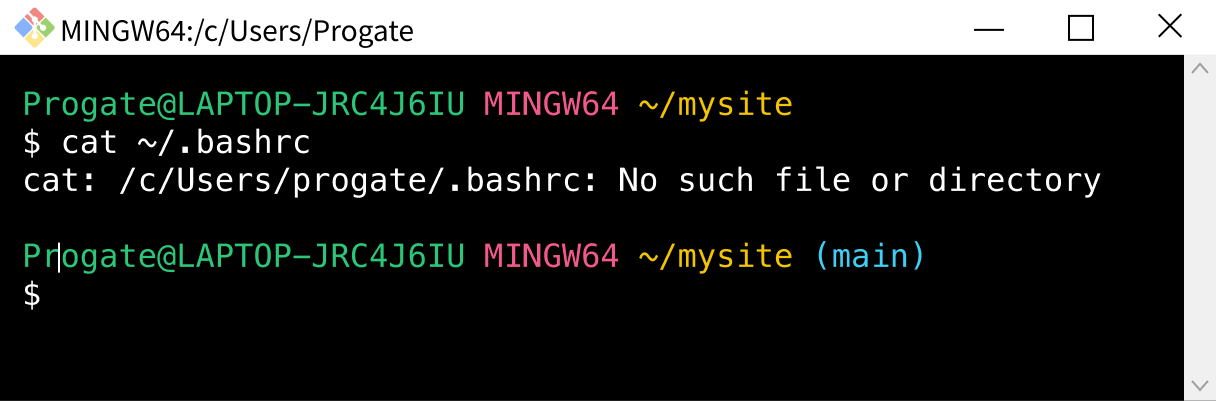 MINGW64:/c/Users/Progate
Progate@LAPTOP-JRC4J6IU MINGW64 ~/mysite
$ cat ~/.bashrc
cat: /c/Users/progate/.bashrc: No such file or directory
Progate@LAPTOP-JRC4J6IU MINGW64 ~/mysite (main)
$